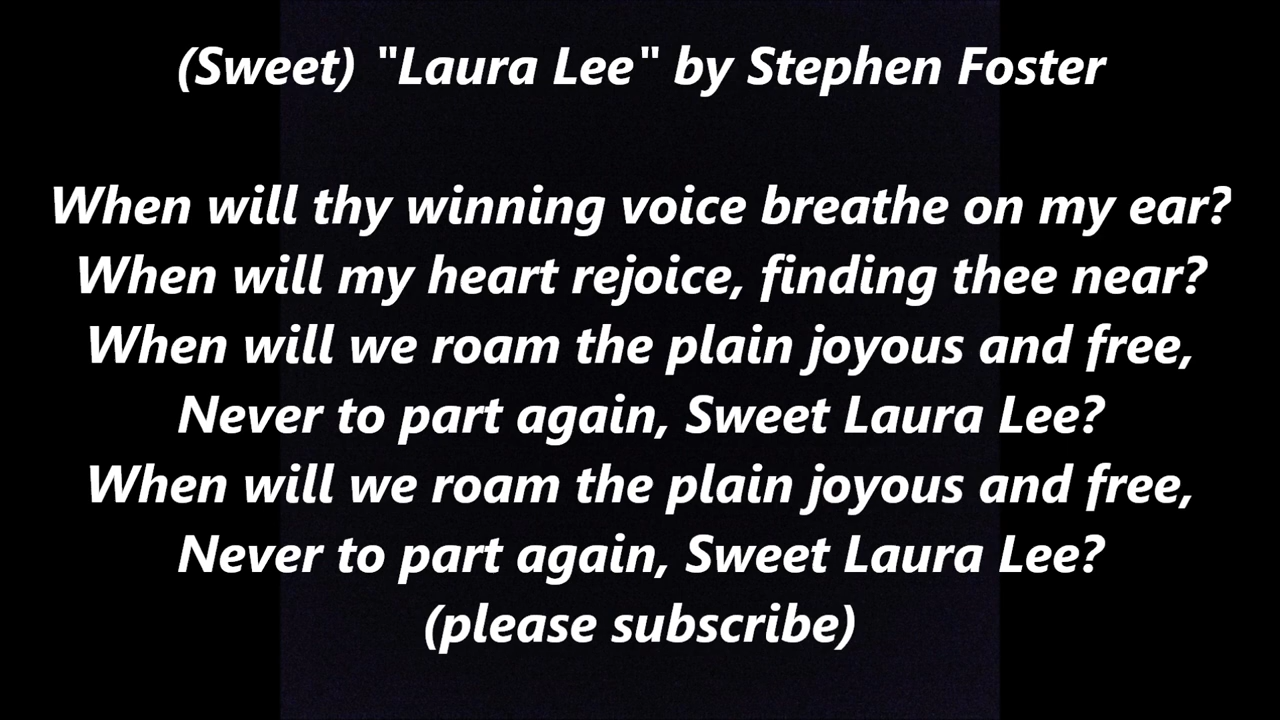 (Sweet) "Laura Lee" by Stephen Foster
When will thy winning voice breathe on my ear?
When will my heart rejoice, finding thee near?
When will we roam the plain joyous and free,
Never to part again, Sweet Laura Lee?
When will we roam the plain joyous and free,
Never to part again, Sweet Laura Lee?
(please subscribe)